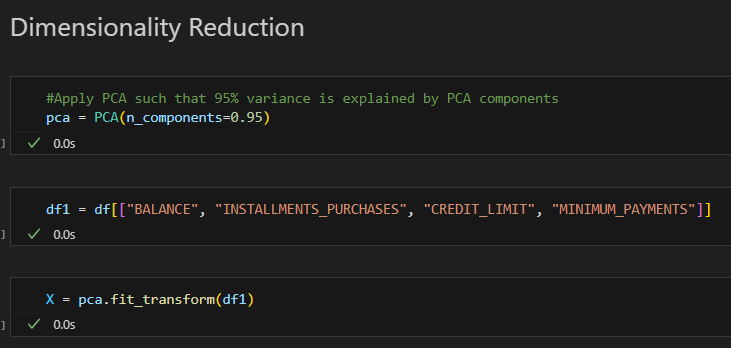 Dimensionality Reduction
#Apply PCA such that 95% variance is explained by PCA components
pca = PCA(n_components=0.95)
]
✓ 0.0s
df1 = df[["BALANCE", "INSTALLMENTS_PURCHASES", "CREDIT_LIMIT", "MINIMUM_PAYMENTS"]]
]
✓ 0.0s
X = pca.fit_transform(df1)
]
✓ 0.0s